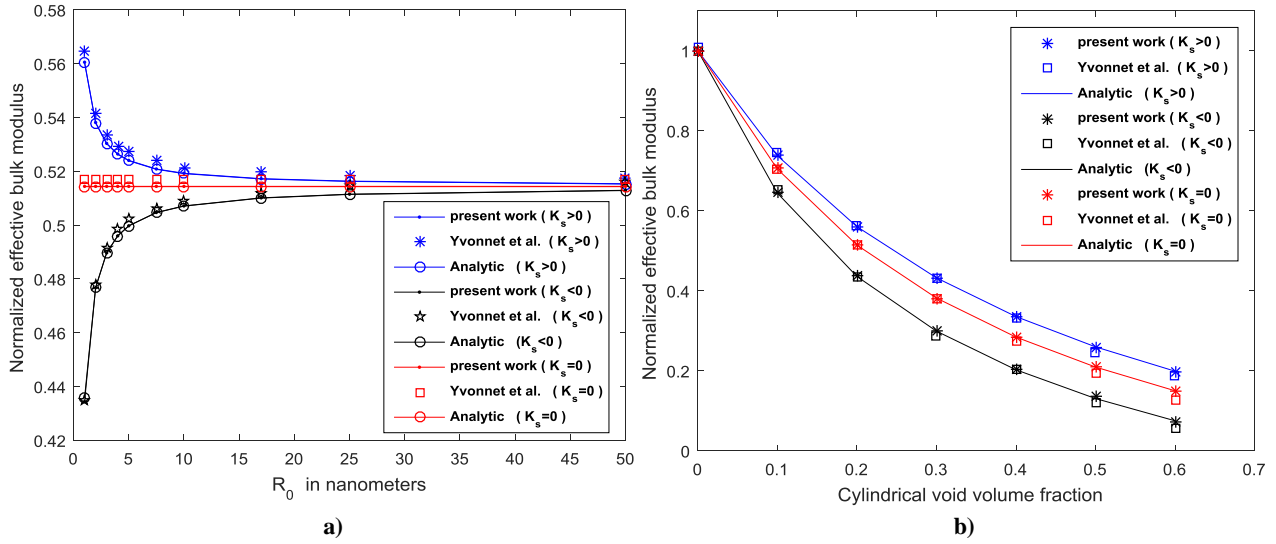 0.58
0.56
0.54
0.52
0.5
0.48
0.46
0.44
0.42
Normalized effective bulk modulus
0 5 10 15 20 25 30 35 40 45 50
R0 in nanometers
present work ( Ks>0 )
Yvonnet et al. ( Ks>0 )
Analytic ( Ks>0 )
present work ( Ks<0 )
Yvonnet et al. ( Ks<0 )
Analytic (Ks<0 )
present work ( Ks=0 )
Yvonnet et al. ( Ks=0 )
Analytic ( Ks=0 )
a)
1
0.8
0.6
0.4
0.2
0
Normalized effective bulk modulus
0 0.1 0.2 0.3 0.4 0.5 0.6 0.7
Cylindrical void volume fraction
present work ( Ks>0 )
Yvonnet et al. ( Ks>0 )
Analytic ( Ks>0 )
present work ( Ks<0 )
Yvonnet et al. ( Ks<0 )
Analytic (Ks<0 )
present work ( Ks=0 )
Yvonnet et al. ( Ks=0 )
Analytic ( Ks=0 )
b)